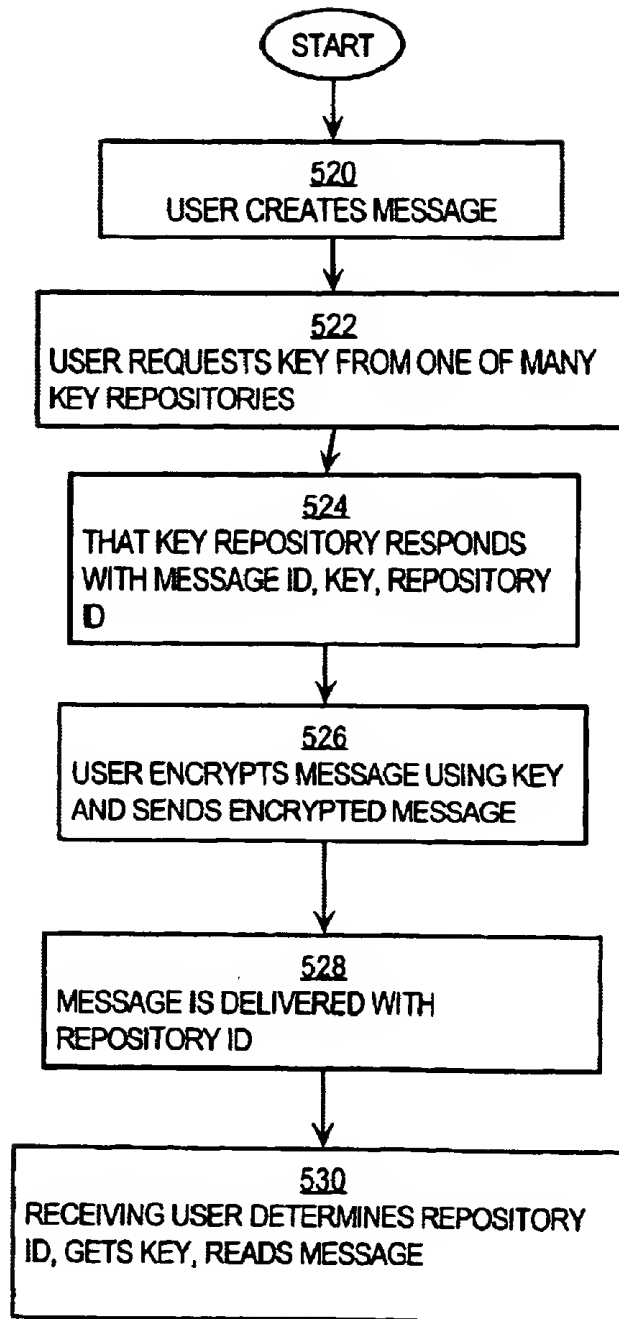 START
520
USER CREATES MESSAGE
522
USER REQUESTS KEY FROM ONE OF MANY
KEY REPOSITORIES
524
THAT KEY REPOSITORY RESPONDS
WITH MESSAGE ID, KEY, REPOSITORY
ID
526
USER ENCRYPTS MESSAGE USING KEY
AND SENDS ENCRYPTED MESSAGE
528
MESSAGE IS DELIVERED WITH
REPOSITORY ID
530
RECEIVING USER DETERMINES REPOSITORY
ID, GETS KEY, READS MESSAGE